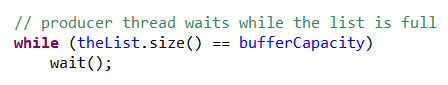 // producer thread waits while the list is full
while (theList.size() == bufferCapacity)
    wait();